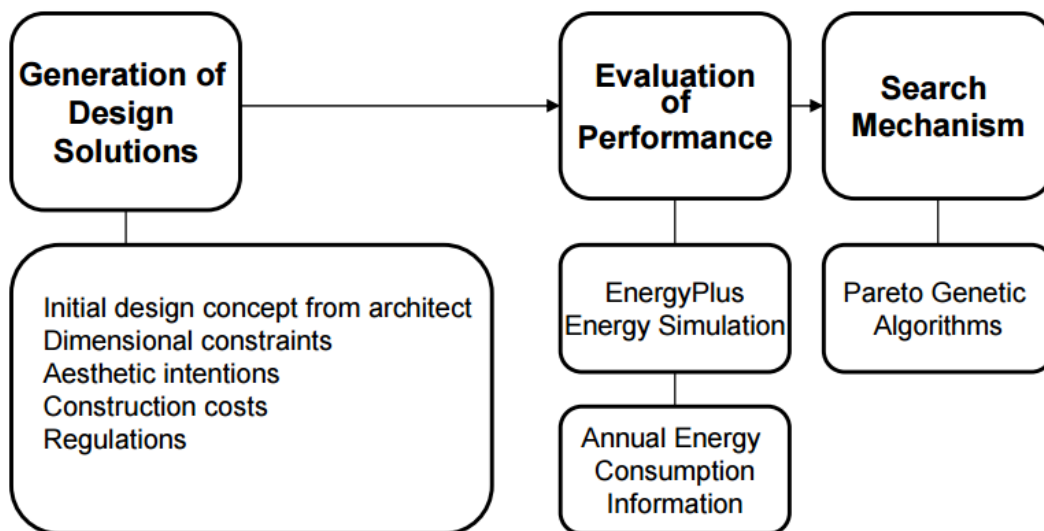 Generation of
Design
Solutions
Evaluation
of
Performance
Search
Mechanism
Initial design concept from architect
Dimensional constraints
Aesthetic intentions
Construction costs
Regulations
EnergyPlus
Energy Simulation
Pareto Genetic
Algorithms
Annual Energy
Consumption
Information